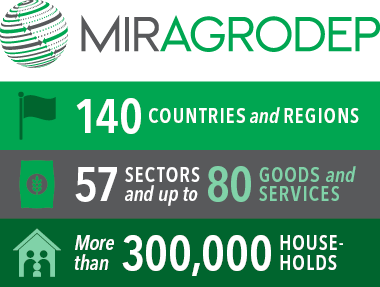 MIRAGRODEP
140 COUNTRIES and REGIONS
57 SECTORS and up to 80 GOODS and SERVICES
More than 300,000 HOUSE-HOLDS